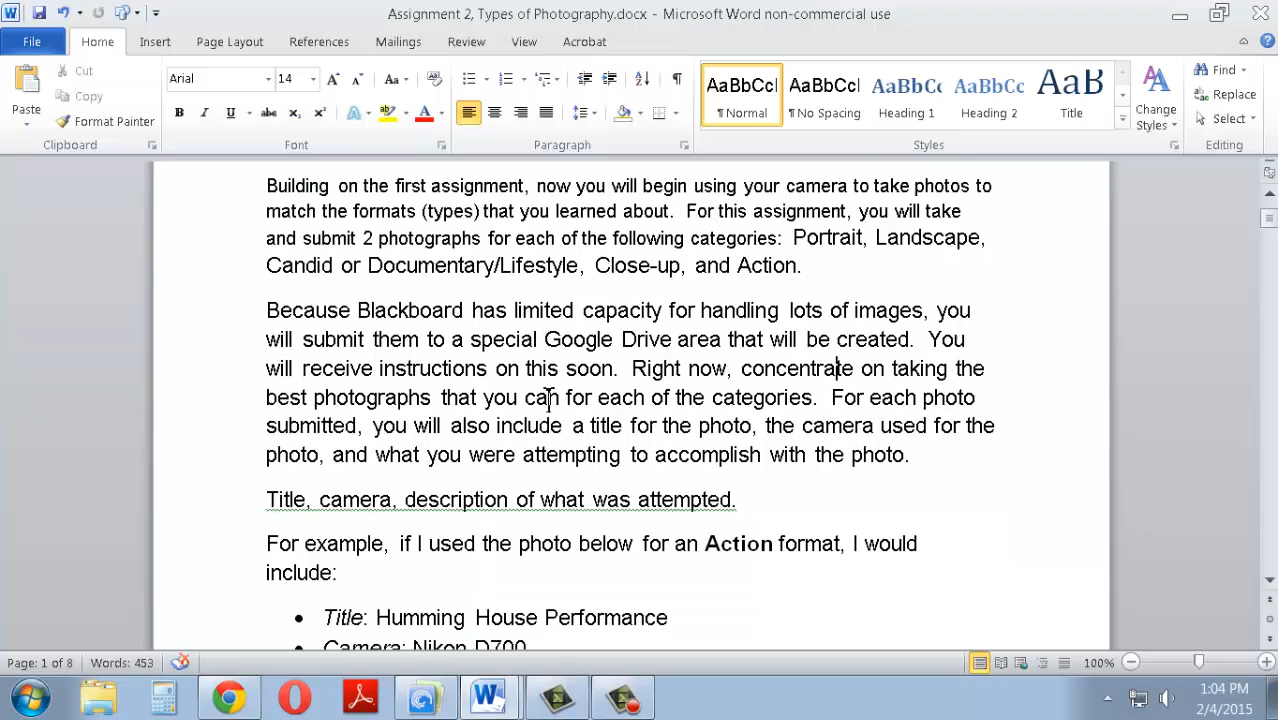 Assignment 2, Types of Photography.docx - Microsoft Word non-commercial use
File Home Insert Page Layout References Mailings Review View Acrobat
Paste
Cut
Copy
Format Painter
Clipboard
Arial 14
Aa
B I U abc X₂ X²
A A
Font
Paragraph
AaBbCcI AaBbCcI AaBbCc AaBbCc AaB
¶ Normal ¶ No Spacing Heading 1 Heading 2 Title
Change
Styles
Styles
Find
Replace
Select
Editing
Building on the first assignment, now you will begin using your camera to take photos to
match the formats (types) that you learned about. For this assignment, you will take
and submit 2 photographs for each of the following categories: Portrait, Landscape,
Candid or Documentary/Lifestyle, Close-up, and Action.
Because Blackboard has limited capacity for handling lots of images, you
will submit them to a special Google Drive area that will be created. You
will receive instructions on this soon. Right now, concentrate on taking the
best photographs that you can for each of the categories. For each photo
submitted, you will also include a title for the photo, the camera used for the
photo, and what you were attempting to accomplish with the photo.
Title, camera, description of what was attempted.
For example, if I used the photo below for an Action format, I would
include:
• Title: Humming House Performance
• Camera: Nikon D700
Page: 1 of 8 Words: 453 100%
1:04 PM
2/4/2015